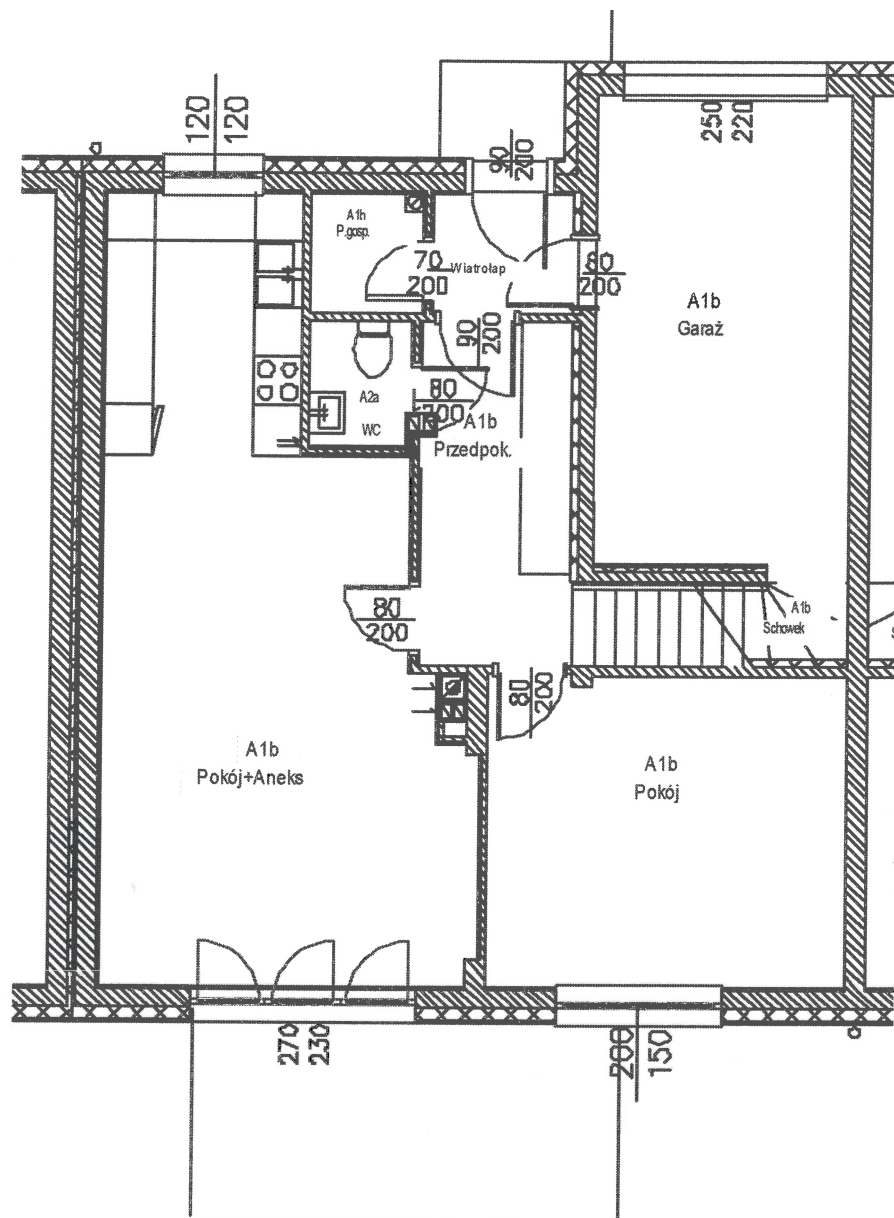 120
120
a
90
200
250
220
A1h
P.gosp.
70
200
Wiatrołap
80
200
A1b
Garaż
90
200
A2a
WC
80
200
A1b
Przedpok.
80
200
A1b
Schowek
S
80
200
A1b
Pokój+Aneks
A1b
Pokój
270
230
200
150
a